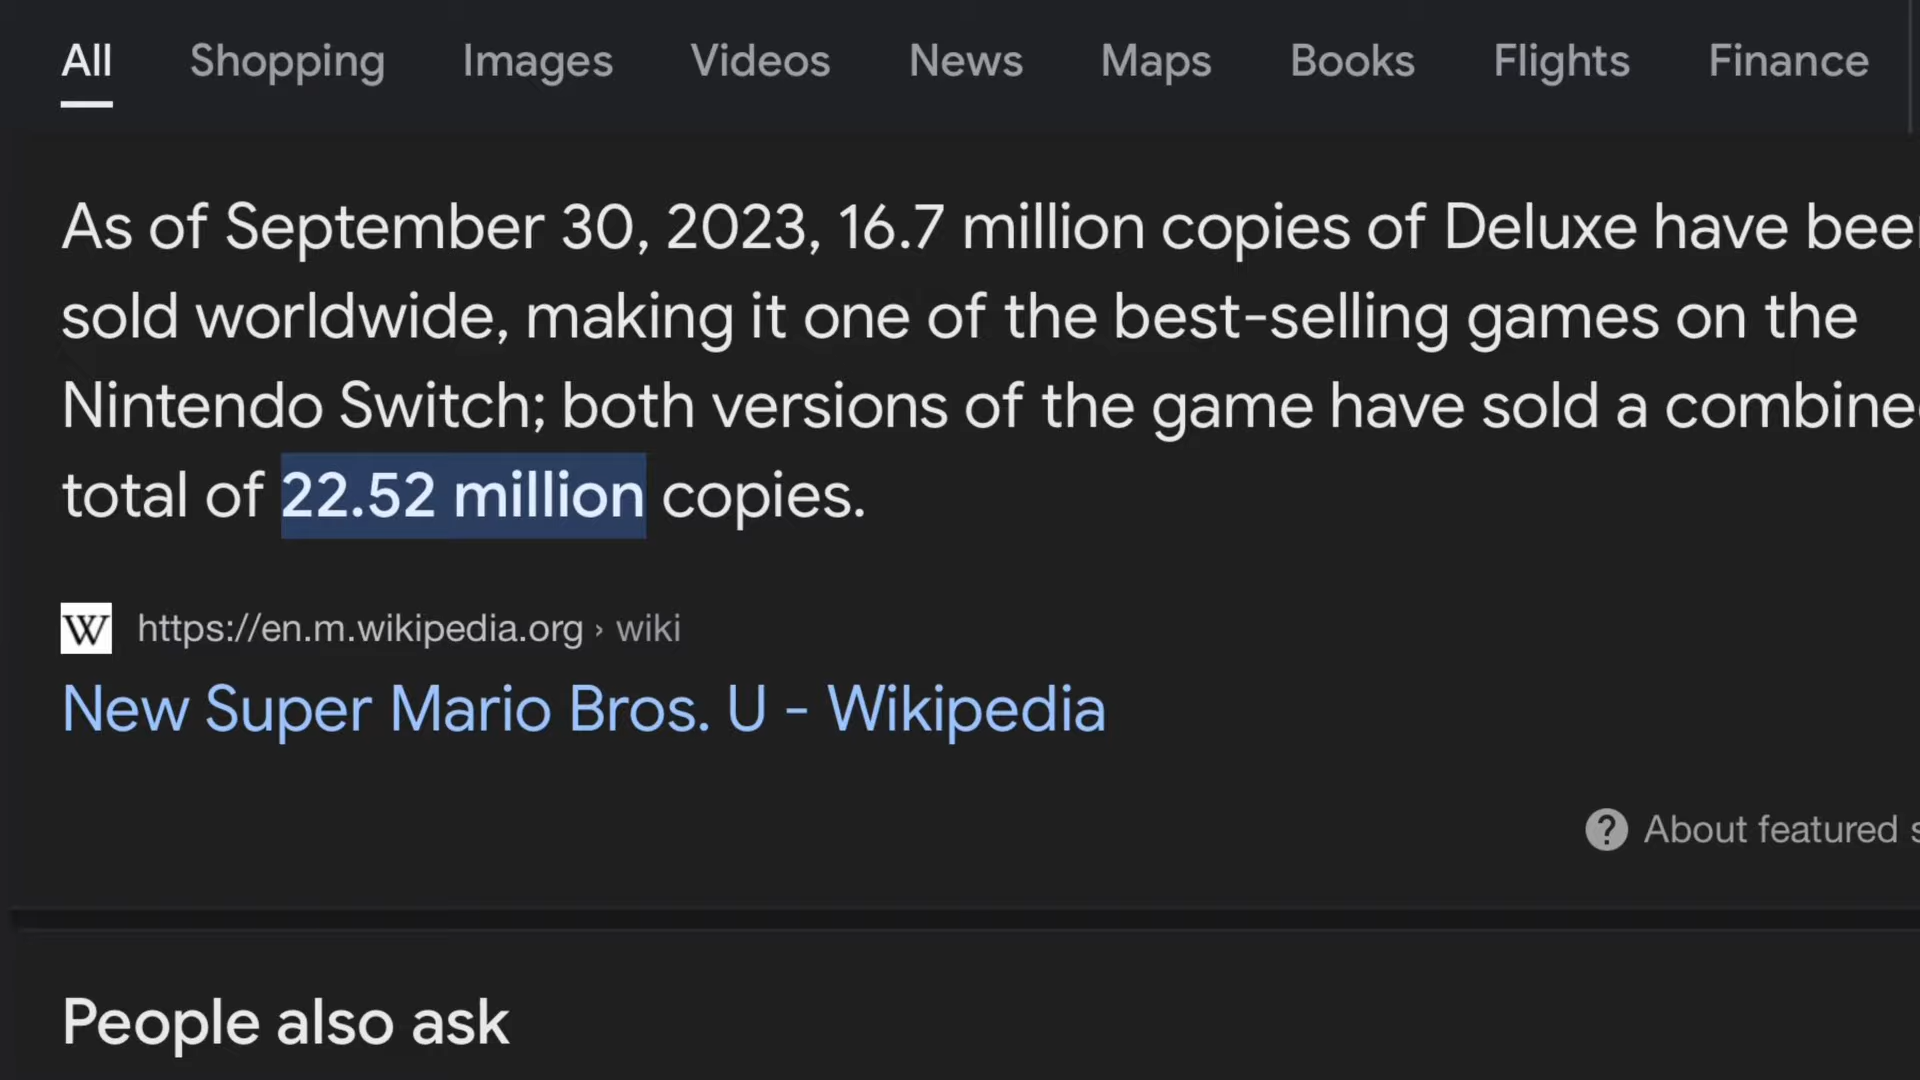 All Shopping Images Videos News Maps Books Flights Finance
As of September 30, 2023, 16.7 million copies of Deluxe have been
sold worldwide, making it one of the best-selling games on the
Nintendo Switch; both versions of the game have sold a combined
total of 22.52 million copies.
https://en.m.wikipedia.org › wiki
New Super Mario Bros. U - Wikipedia
About featured s
People also ask